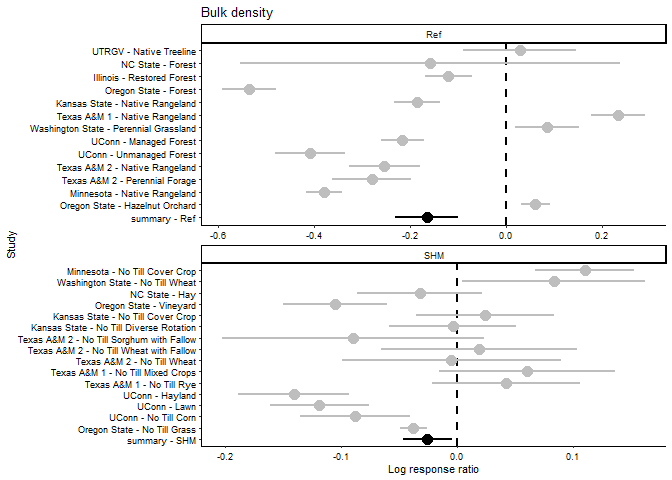 Bulk density
Ref
UTRGV - Native Treeline
NC State - Forest
Illinois - Restored Forest
Oregon State - Forest
Kansas State - Native Rangeland
Texas A&M 1 - Native Rangeland
Washington State - Perennial Grassland
UConn - Managed Forest
UConn - Unmanaged Forest
Texas A&M 2 - Native Rangeland
Texas A&M 2 - Perennial Forage
Minnesota - Native Rangeland
Oregon State - Hazelnut Orchard
summary - Ref
-0.6 -0.4 -0.2 0.0 0.2
Study
SHM
Minnesota - No Till Cover Crop
Washington State - No Till Wheat
NC State - Hay
Oregon State - Vineyard
Kansas State - No Till Cover Crop
Kansas State - No Till Diverse Rotation
Texas A&M 2 - No Till Sorghum with Fallow
Texas A&M 2 - No Till Wheat with Fallow
Texas A&M 2 - No Till Wheat
Texas A&M 1 - No Till Mixed Crops
Texas A&M 1 - No Till Rye
UConn - Hayland
UConn - Lawn
UConn - No Till Corn
Oregon State - No Till Grass
summary - SHM
-0.2 -0.1 0.0 0.1
Log response ratio